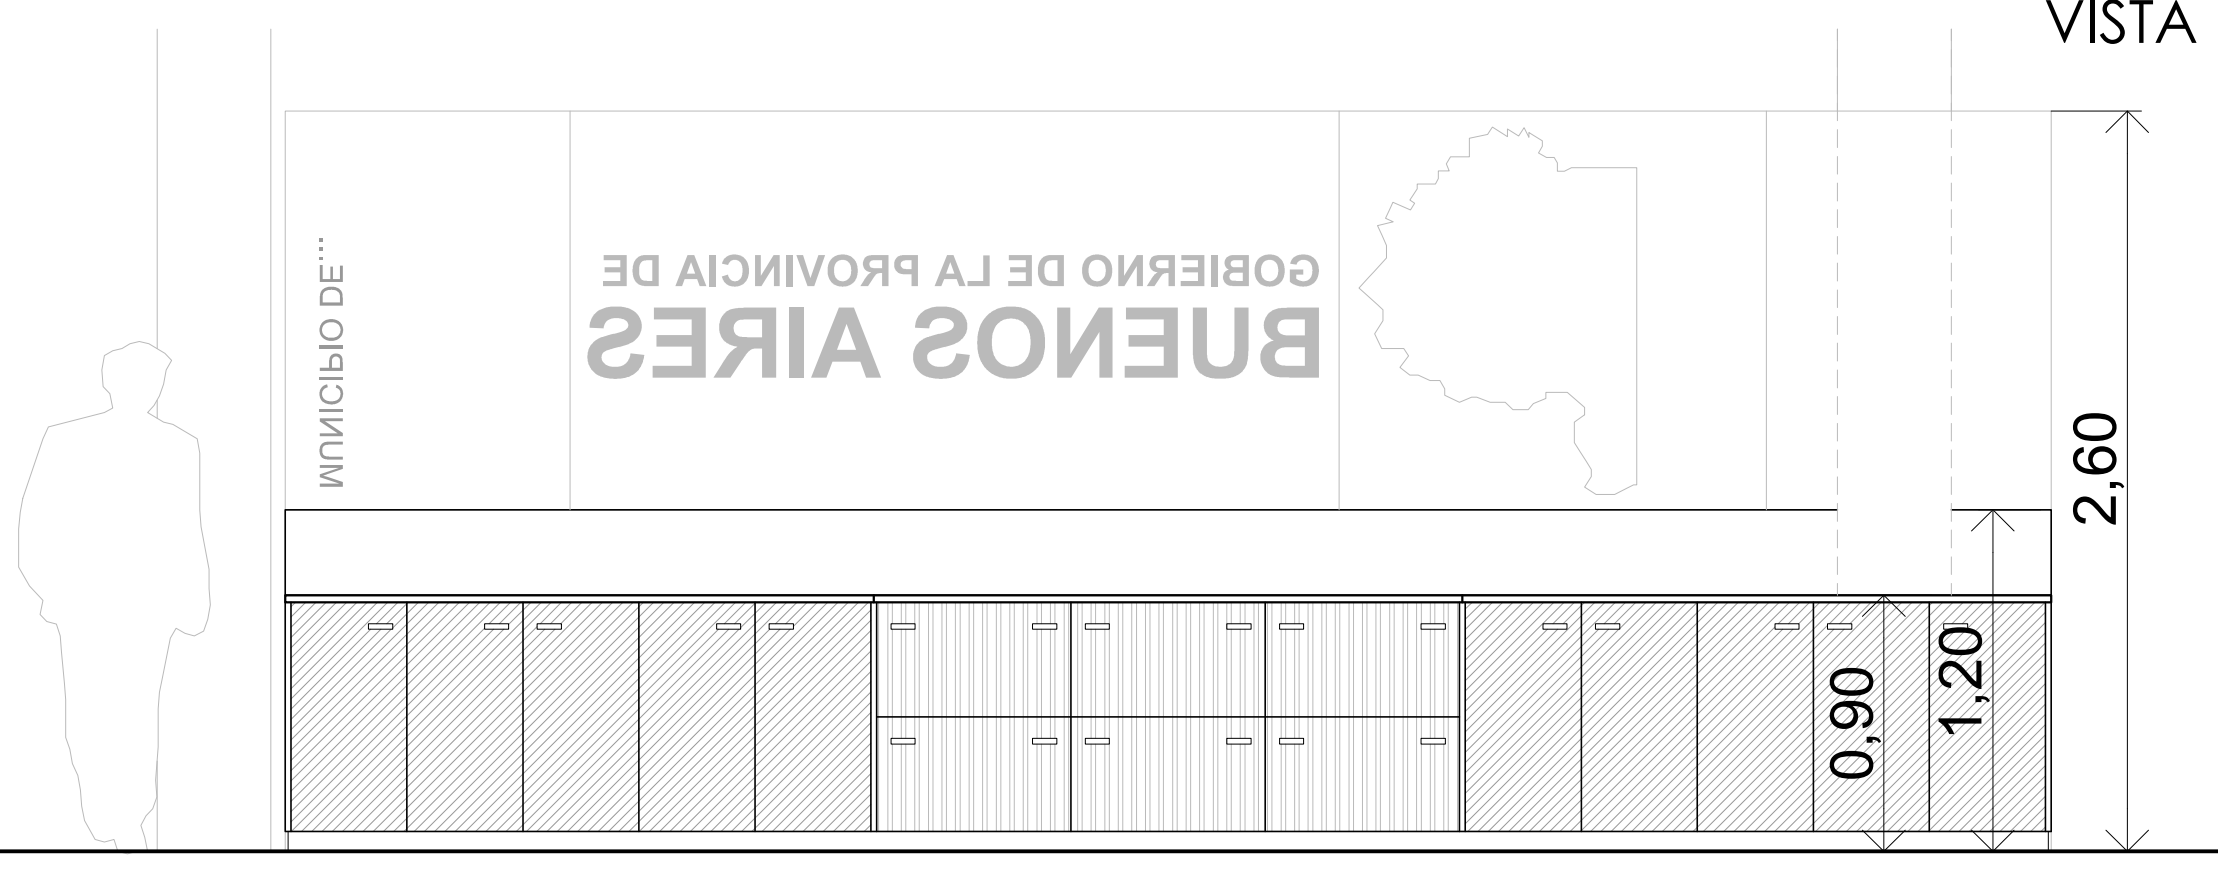 VISTA
MUNICIPIO DE...
GOBIERNO DE LA PROVINCIA DE
BUENOS AIRES
2,60
1,20
0,90